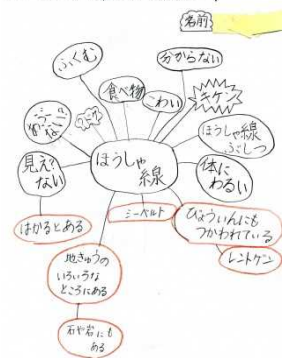 名前
ふくむ
分からない
食べ物
こわい
キケン
ほうしゃ線
ぶしつ
ほうしゃ
線
見え?
ない
体に
わるい
はかるとある
シーベルト
びょういんにも
つかわれている
レントゲン
地きゅうの
いろいろな
ところにある
石や岩にも
ある